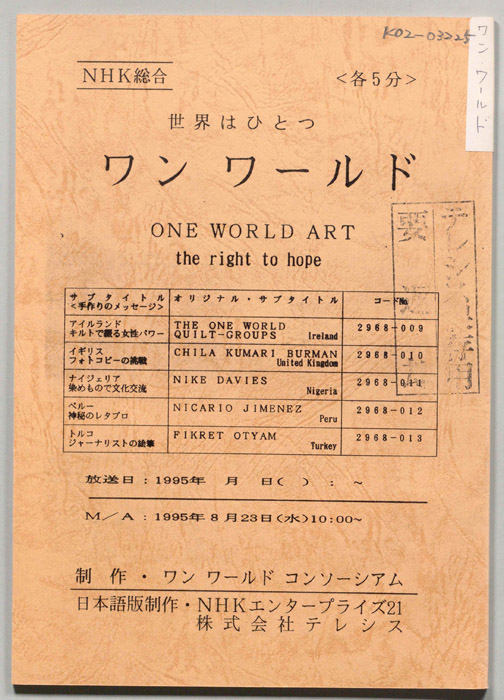 K02-03225
ワンワールド
NHK総合
<各5分>
世界はひとつ
ワン ワールド
ONE WORLD ART
the right to hope
サブタイトル
<手作りのメッセージ>
オリジナル・サブタイトル
コード№
アイルランド
キルトで綴る女性パワー
THE ONE WORLD
QUILT-GROUPS Ireland
2968-009
イギリス
フォトコピーの挑戦
CHILA KUMARI BURMAN
United Kingdom
2968-010
ナイジェリア
染めもので文化交流
NIKE DAVIES
Nigeria
2968-011
ペルー
神秘のレタブロ
NICARIO JIMENEZ
Peru
2968-012
トルコ
ジャーナリストの絵筆
FIKRET OTYAM
Turkey
2968-013
放送日:1995年 月 日( ) : ~
M/A:1995年8月23日(水)10:00~
制作・ワン ワールド コンソーシアム
日本語版制作・NHKエンタープライズ21
株式会社テレシス